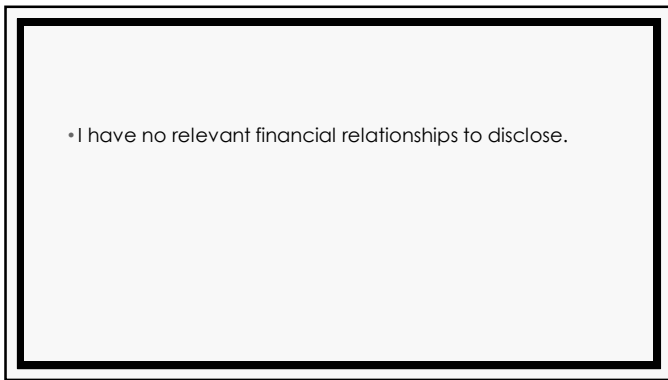 •I have no relevant financial relationships to disclose.